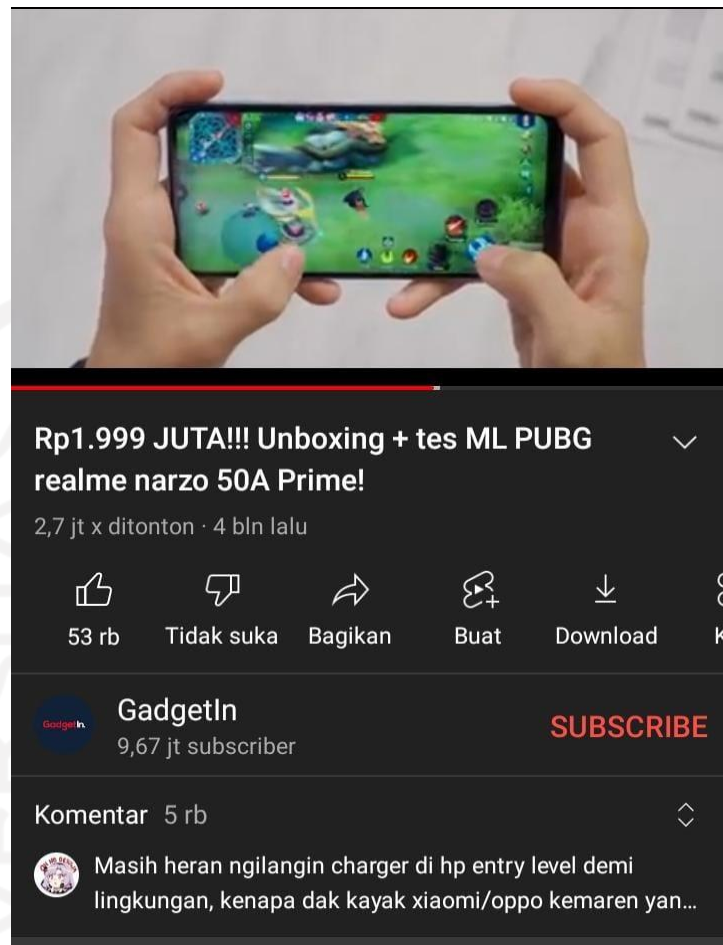 Rp1.999 JUTA!!! Unboxing + tes ML PUBG
realme narzo 50A Prime!
2,7 jt x ditonton · 4 bln lalu
53 rb
Tidak suka
Bagikan
Buat
Download
K
GadgetIn.
GadgetIn
9,67 jt subscriber
SUBSCRIBE
Komentar 5 rb
Masih heran ngilangin charger di hp entry level demi
lingkungan, kenapa dak kayak xiaomi/oppo kemaren yan...